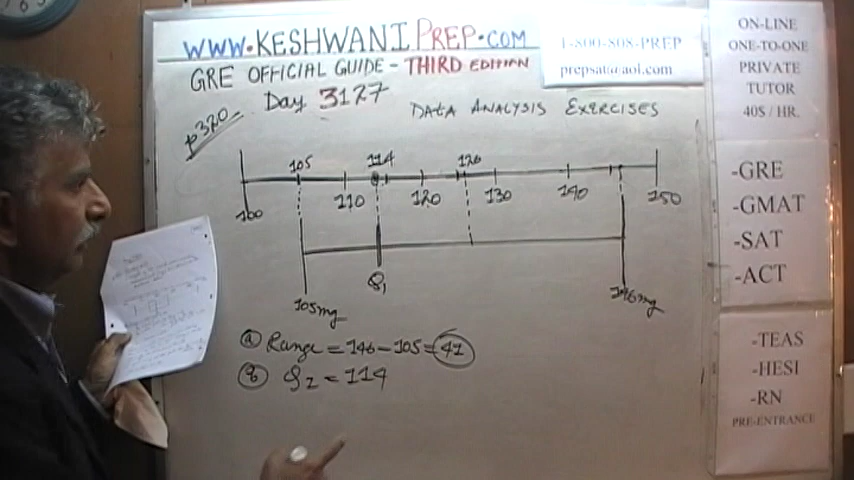 WWW.KESHWANIPREP.COM
GRE OFFICIAL GUIDE - THIRD EDITION
Day 3127
DATA ANALYSIS EXERCISES
p320
1-800-808-PREP
prepsat@aol.com
ON-LINE
ONE-TO-ONE
PRIVATE
TUTOR
40$ / HR.
-GRE
-GMAT
-SAT
-ACT
-TEAS
-HESI
-RN
PRE-ENTRANCE
105 114 126
100 110 120 130 140 150
Q1
105mg 146mg
a Range = 146 - 105 = 41
b Q2 = 114